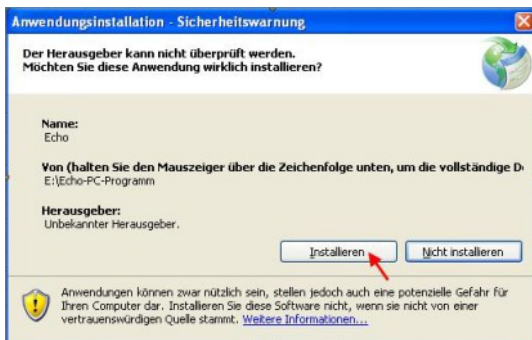 Anwendungsinstallation - Sicherheitswarnung
Der Herausgeber kann nicht überprüft werden.
Möchten Sie diese Anwendung wirklich installieren?
Name:
Echo
Von (halten Sie den Mauszeiger über die Zeichenfolge unten, um die vollständige D
E:\Echo-PC-Programm
Herausgeber:
Unbekannter Herausgeber.
Installieren
Nicht installieren
Anwendungen können zwar nützlich sein, stellen jedoch auch eine potenzielle Gefahr für
Ihren Computer dar. Installieren Sie diese Software nicht, wenn sie nicht von einer
vertrauenswürdigen Quelle stammt. Weitere Informationen...